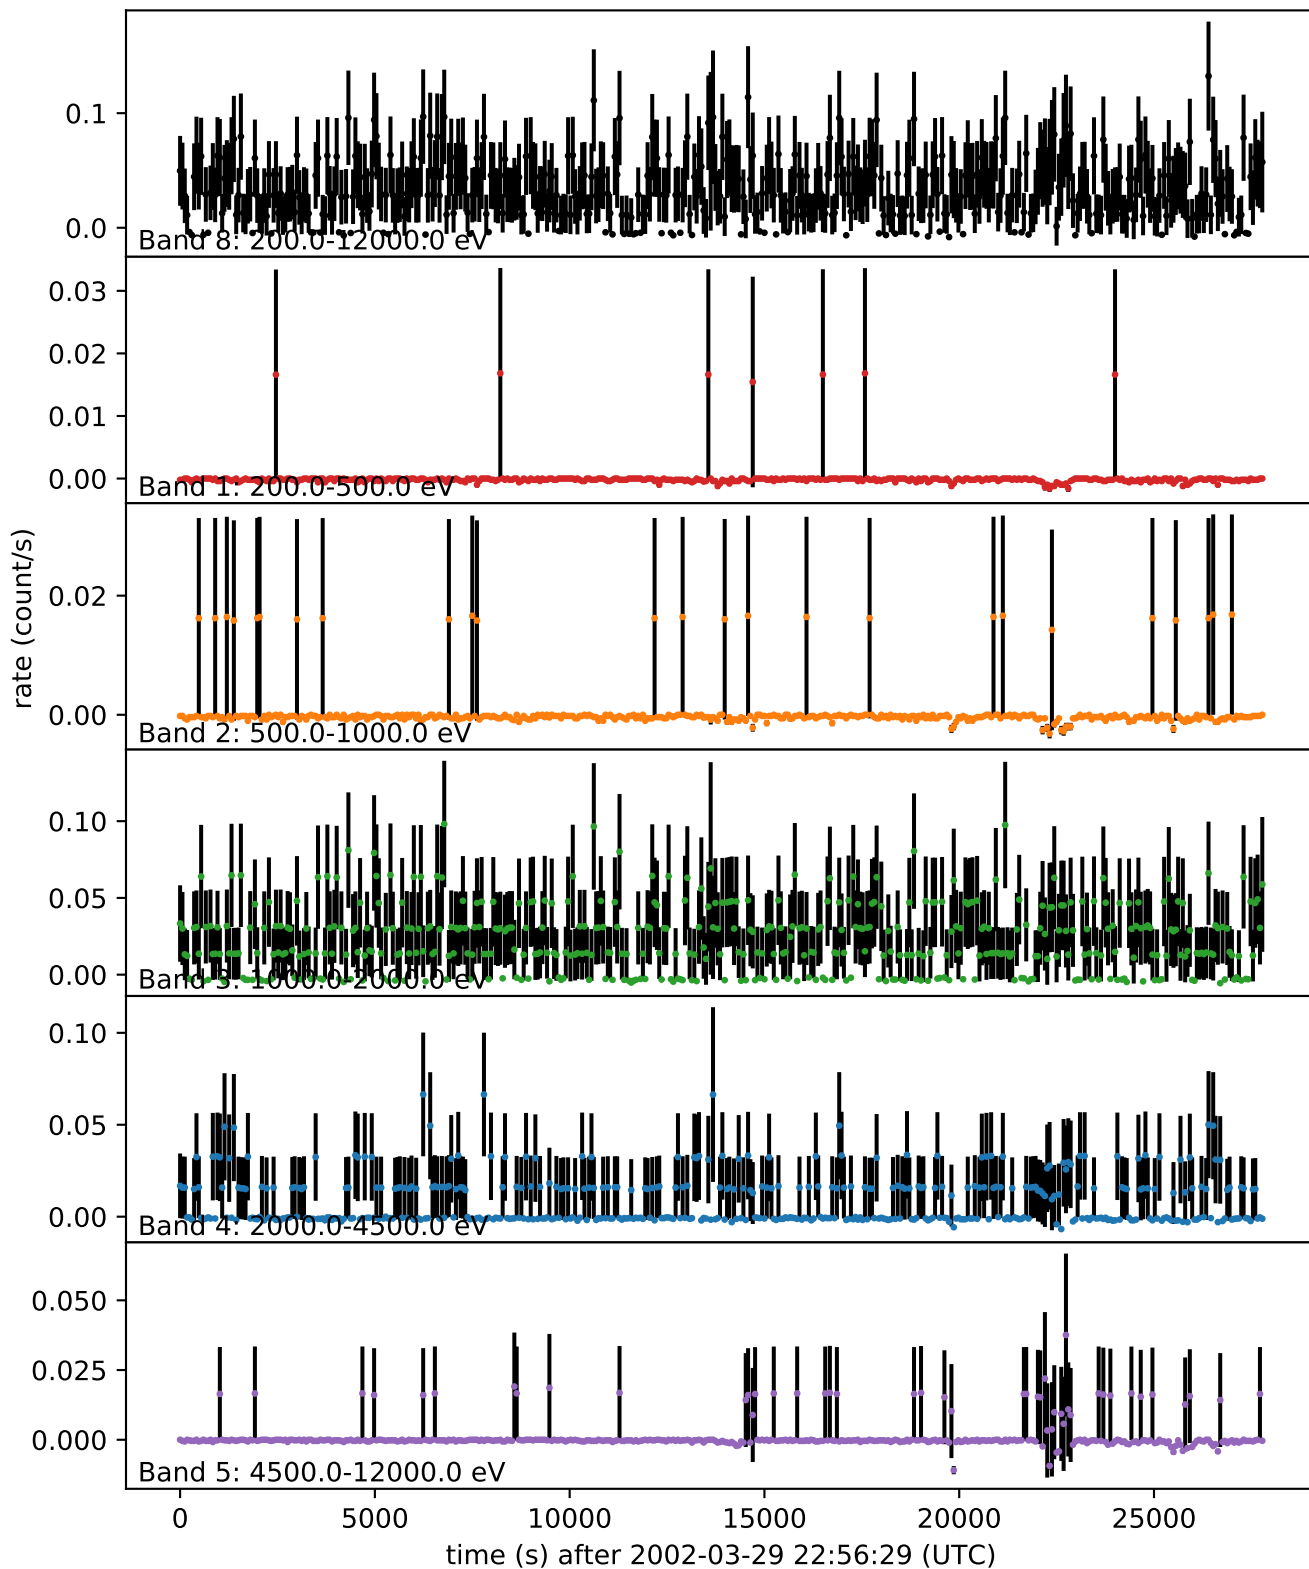 0.1
0.0
Band 8: 200.0-12000.0 eV
0.03
0.02
0.01
0.00
Band 1: 200.0-500.0 eV
rate (count/s)
0.02
0.00
Band 2: 500.0-1000.0 eV
0.10
0.05
0.00
Band 3: 1000.0-2000.0 eV
0.10
0.05
0.00
Band 4: 2000.0-4500.0 eV
0.050
0.025
0.000
Band 5: 4500.0-12000.0 eV
0 5000 10000 15000 20000 25000
time (s) after 2002-03-29 22:56:29 (UTC)